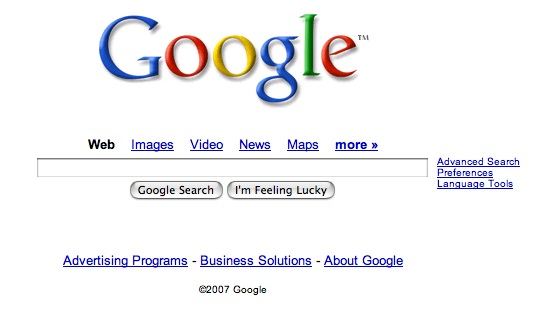 Google™
Web Images Video News Maps more »
Advanced Search
Preferences
Language Tools
Google Search I'm Feeling Lucky
Advertising Programs - Business Solutions - About Google
©2007 Google